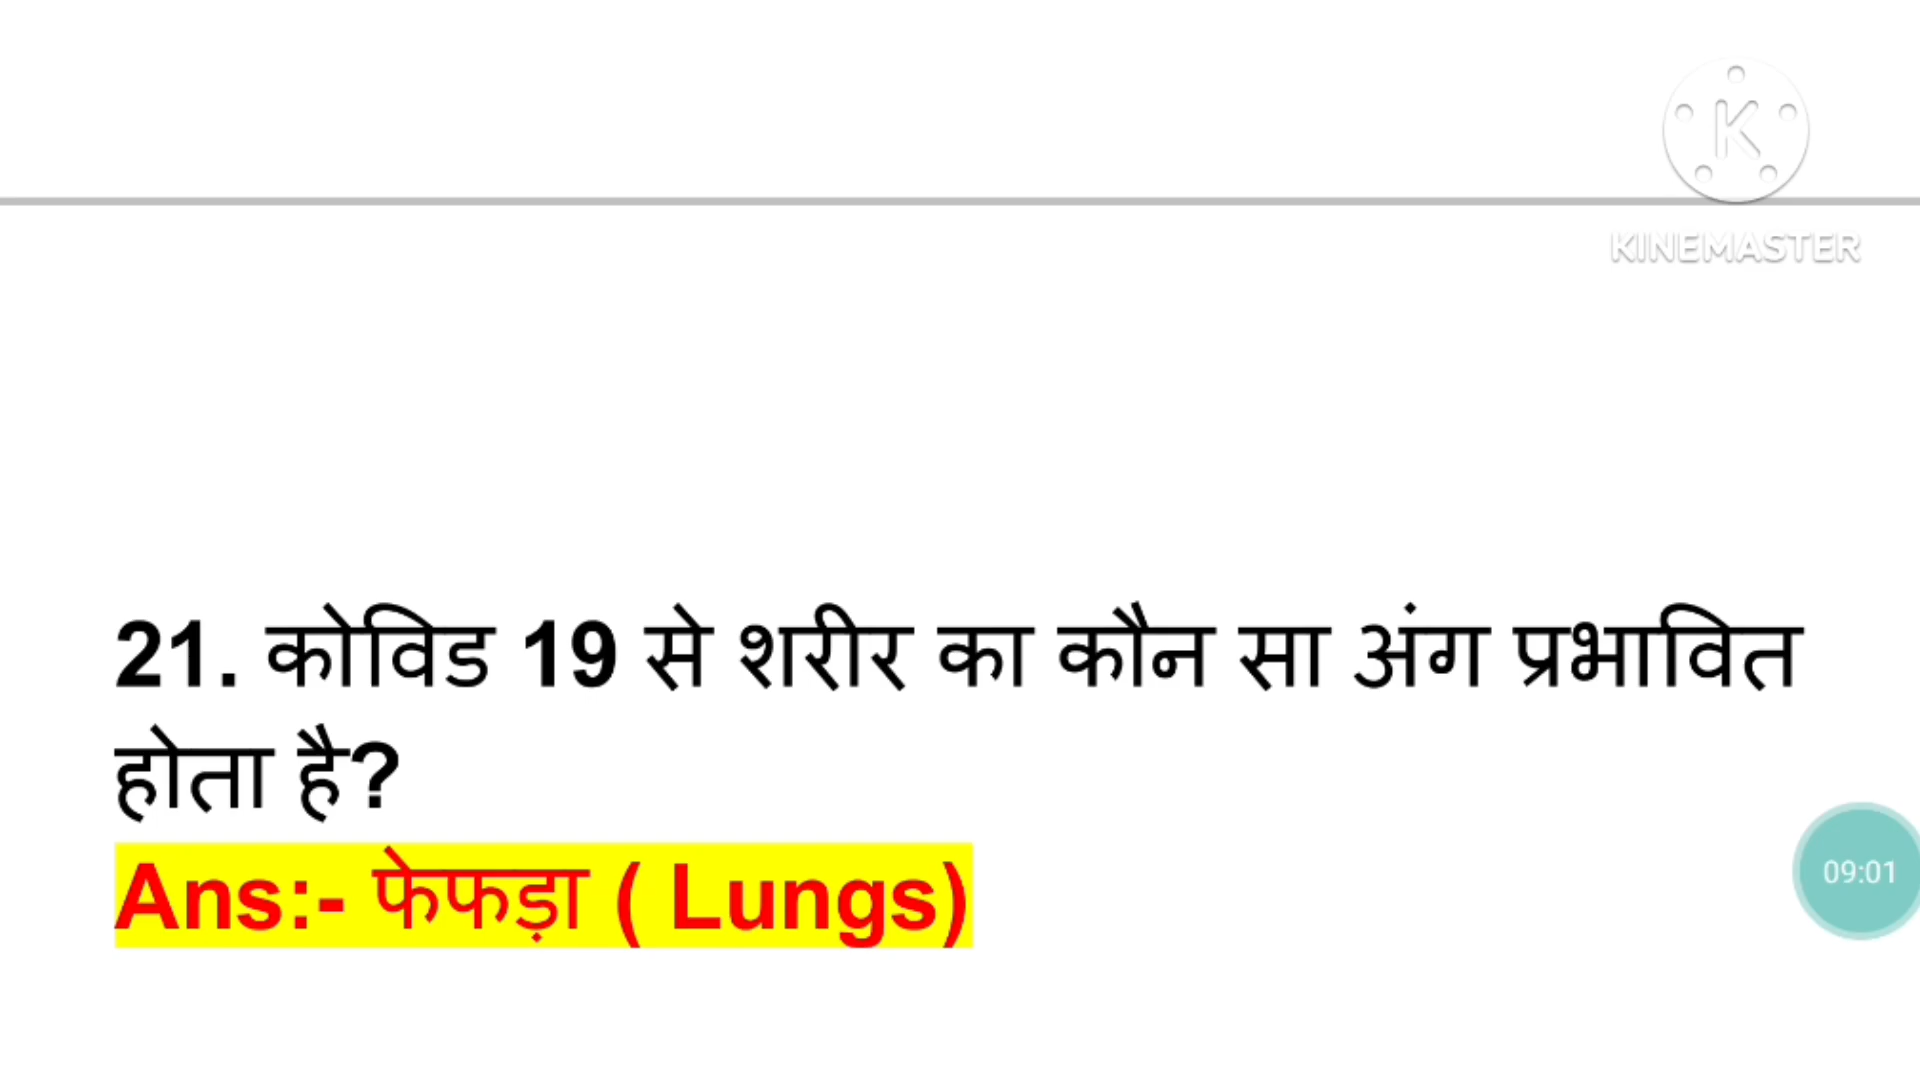 K
KINEMASTER
21. कोविड 19 से शरीर का कौन सा अंग प्रभावित
होता है?
Ans:- फेफड़ा ( Lungs)
09:01